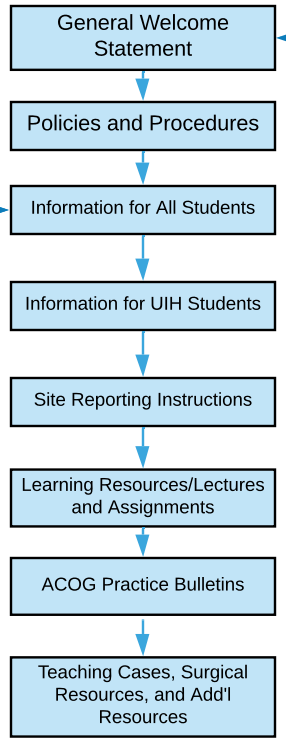 General Welcome
Statement
Policies and Procedures
Information for All Students
Information for UIH Students
Site Reporting Instructions
Learning Resources/Lectures
and Assignments
ACOG Practice Bulletins
Teaching Cases, Surgical
Resources, and Add'l
Resources